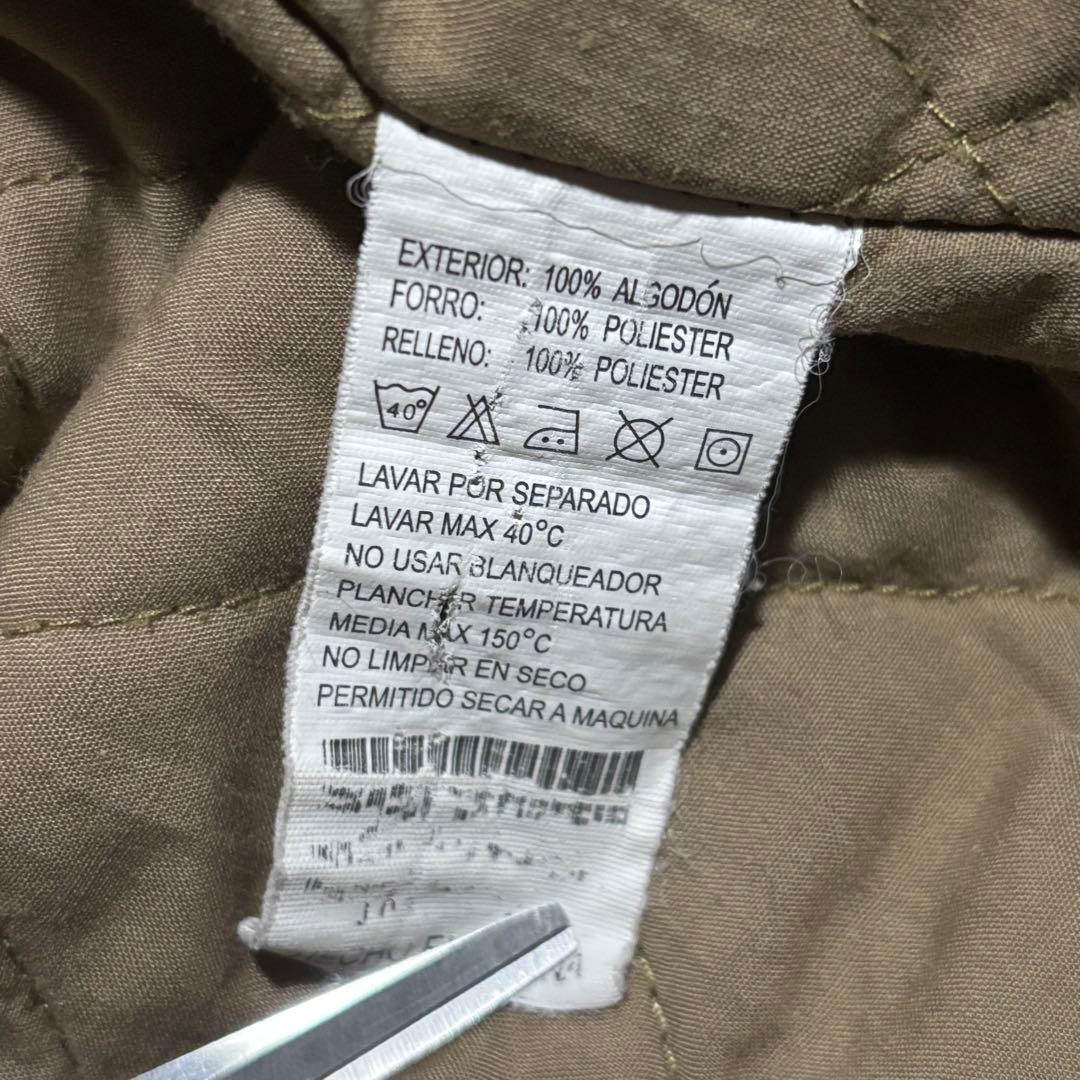 EXTERIOR: 100% ALGODÓN
FORRO: 100% POLIESTER
RELLENO: 100% POLIESTER
40°
LAVAR POR SEPARADO
LAVAR MAX 40°C
NO USAR BLANQUEADOR
PLANCHAR TEMPERATURA
MEDIA MAX 150°C
NO LIMPIAR EN SECO
PERMITIDO SECAR A MAQUINA